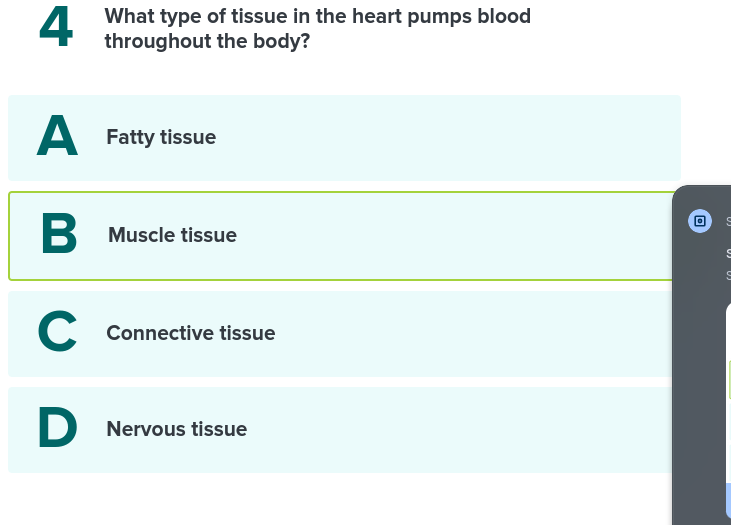 4
What type of tissue in the heart pumps blood
throughout the body?
A
Fatty tissue
B
Muscle tissue
C
Connective tissue
D
Nervous tissue